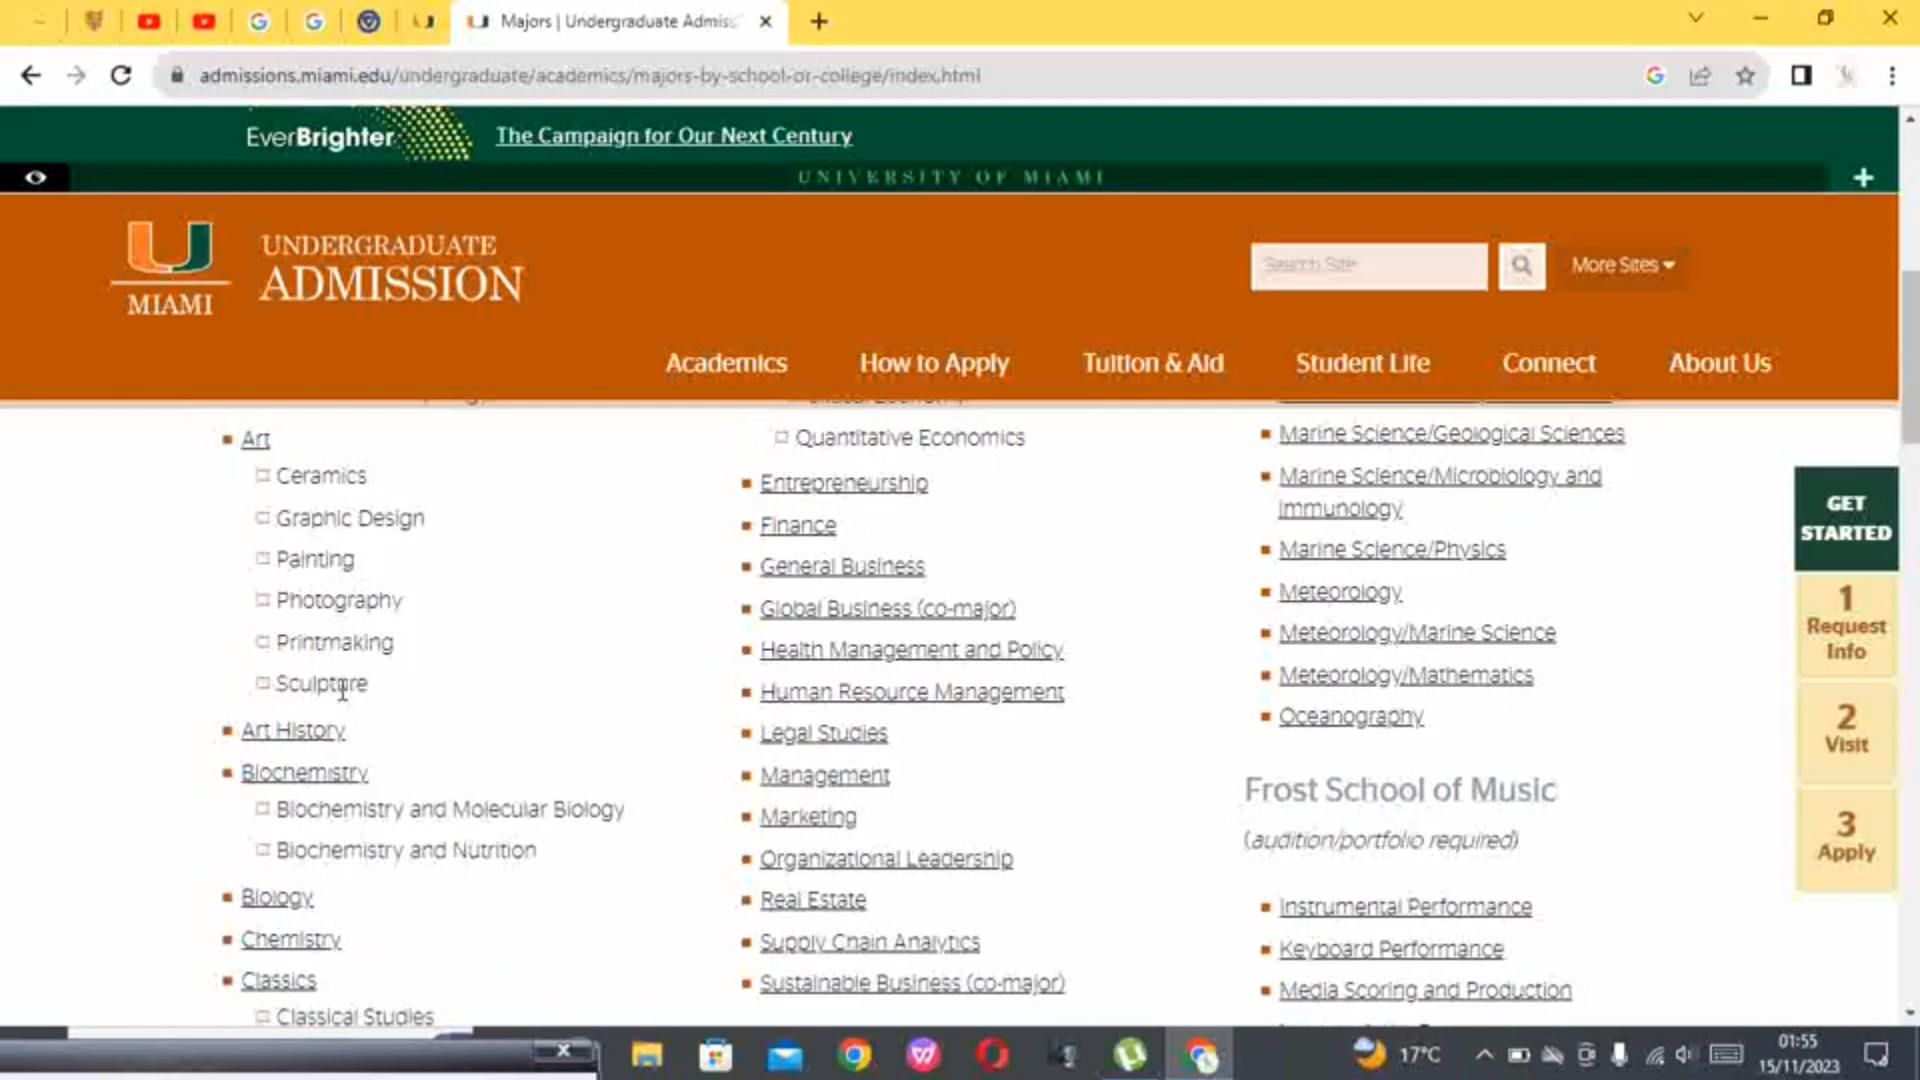 Majors | Undergraduate Admiss
admissions.miami.edu/undergraduate/academics/majors-by-school-or-college/index.html
EverBrighter
The Campaign for Our Next Century
UNIVERSITY OF MIAMI
MIAMI
UNDERGRADUATE
ADMISSION
Search Site
More Sites
Academics
How to Apply
Tuition & Aid
Student Life
Connect
About Us
Art
Ceramics
Graphic Design
Painting
Photography
Printmaking
Sculpture
Art History
Biochemistry
Biochemistry and Molecular Biology
Biochemistry and Nutrition
Biology
Chemistry
Classics
Classical Studies
Quantitative Economics
Entrepreneurship
Finance
General Business
Global Business (co-major)
Health Management and Policy
Human Resource Management
Legal Studies
Management
Marketing
Organizational Leadership
Real Estate
Supply Chain Analytics
Sustainable Business (co-major)
Marine Science/Geological Sciences
Marine Science/Microbiology and
Immunology
Marine Science/Physics
Meteorology
Meteorology/Marine Science
Meteorology/Mathematics
Oceanography
Frost School of Music
(audition/portfolio required)
Instrumental Performance
Keyboard Performance
Media Scoring and Production
GET
STARTED
1
Request
Info
2
Visit
3
Apply
17°C
01:55
15/11/2023